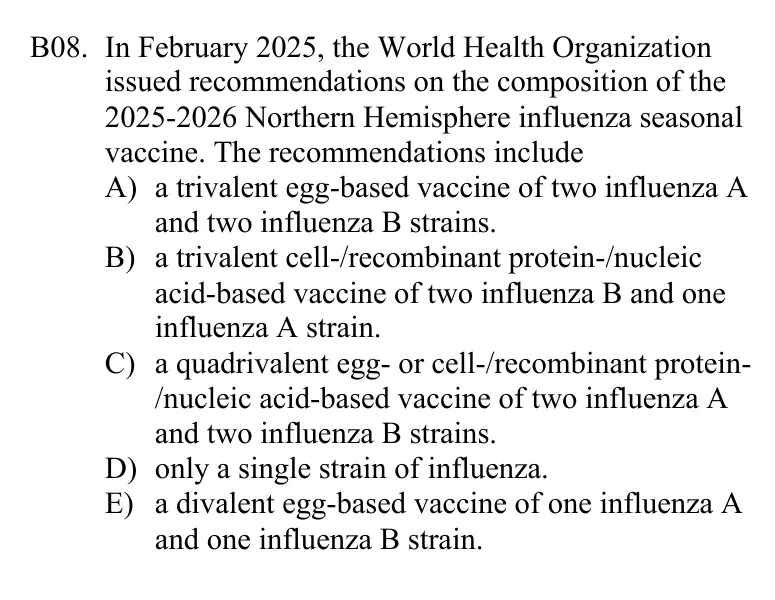 B08. In February 2025, the World Health Organization
issued recommendations on the composition of the
2025-2026 Northern Hemisphere influenza seasonal
vaccine. The recommendations include
A) a trivalent egg-based vaccine of two influenza A
and two influenza B strains.
B) a trivalent cell-/recombinant protein-/nucleic
acid-based vaccine of two influenza B and one
influenza A strain.
C) a quadrivalent egg- or cell-/recombinant protein-
/nucleic acid-based vaccine of two influenza A
and two influenza B strains.
D) only a single strain of influenza.
E) a divalent egg-based vaccine of one influenza A
and one influenza B strain.